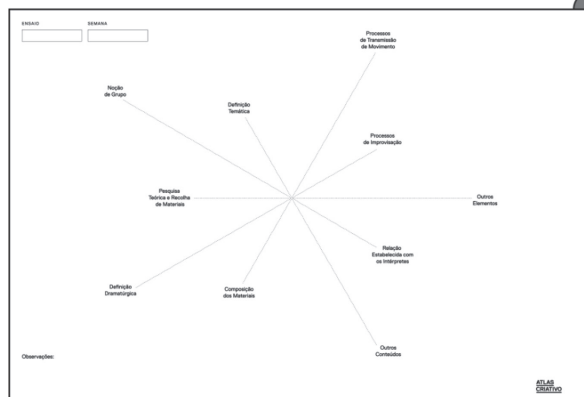 ENSAIO
SEMANA
Processos
de Transmissão
de Movimento
Noção
de Grupo
Definição
Temática
Processos
de Improvisação
Pesquisa
Teórica e Recolha
de Materiais
Outros
Elementos
Relação
Estabelecida com
os Intérpretes
Definição
Dramatúrgica
Composição
dos Materiais
Outros
Conteúdos
Observações:
ATLAS
CRIATIVO